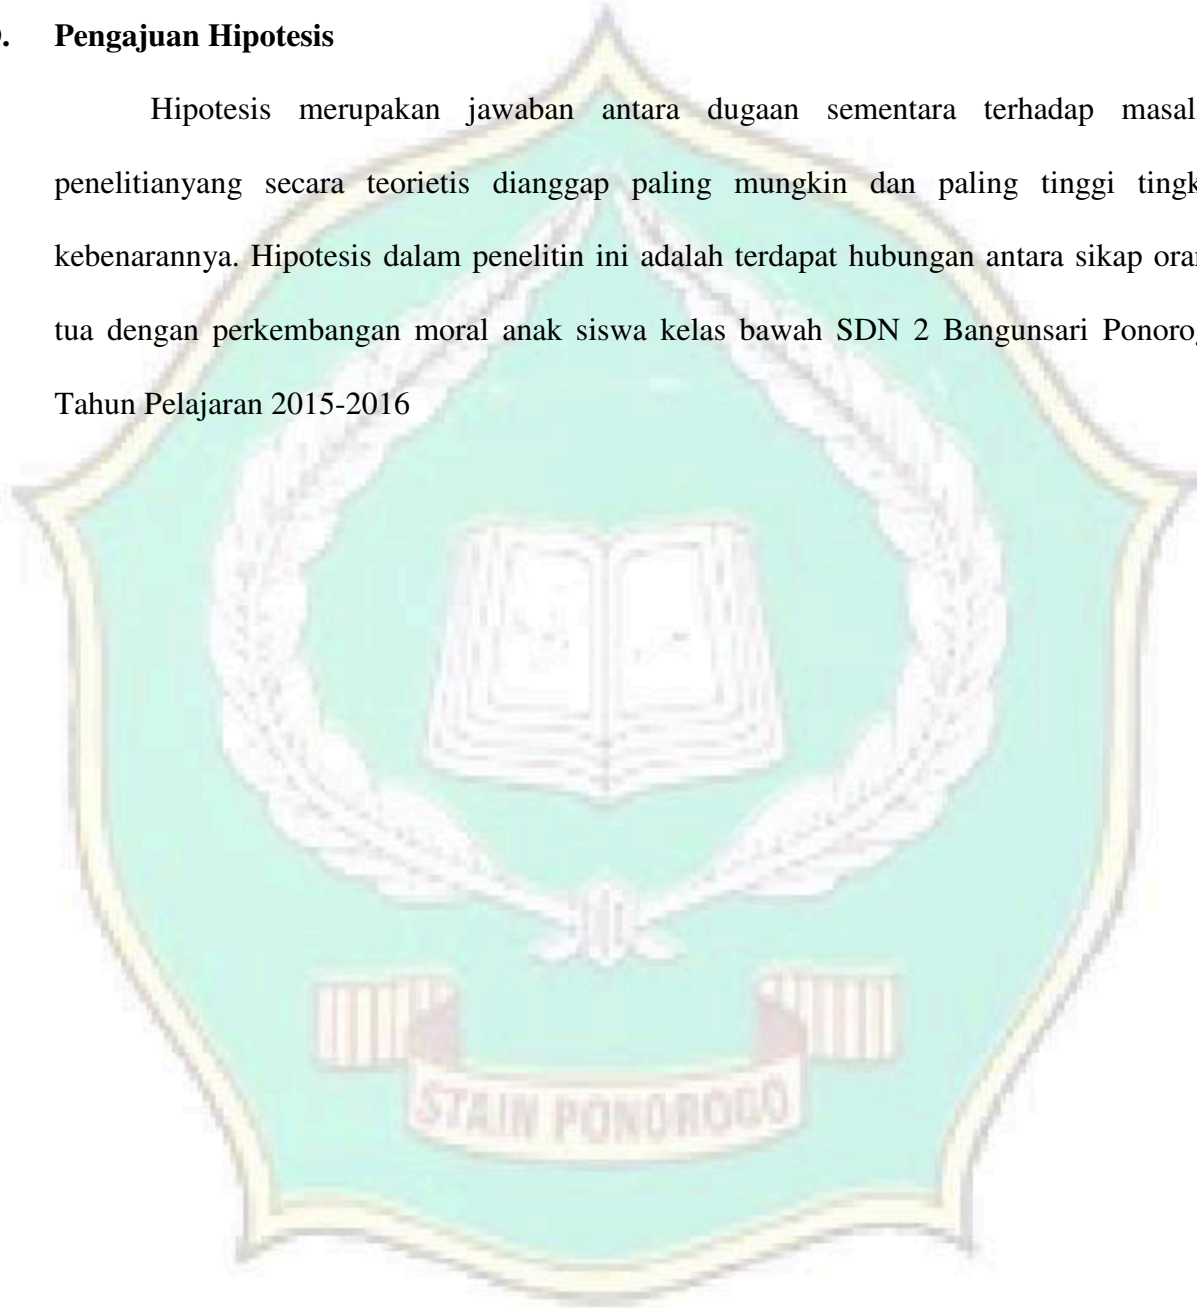 . Pengajuan Hipotesis
Hipotesis merupakan jawaban antara dugaan sementara terhadap masal
penelitianyang secara teorietis dianggap paling mungkin dan paling tinggi tingk
kebenarannya. Hipotesis dalam penelitin ini adalah terdapat hubungan antara sikap oran
tua dengan perkembangan moral anak siswa kelas bawah SDN 2 Bangunsari Ponorog
Tahun Pelajaran 2015-2016
STAIN PONOROGO